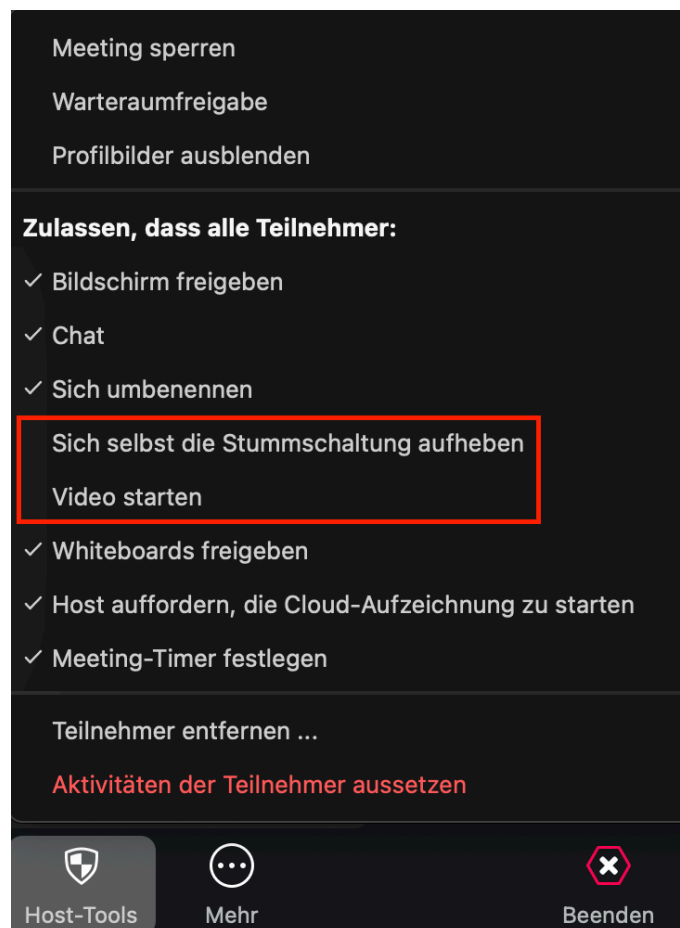 Meeting sperren
Warteraumfreigabe
Profilbilder ausblenden
Zulassen, dass alle Teilnehmer:
Bildschirm freigeben
Chat
Sich umbenennen
Sich selbst die Stummschaltung aufheben
Video starten
Whiteboards freigeben
Host auffordern, die Cloud-Aufzeichnung zu starten
Meeting-Timer festlegen
Teilnehmer entfernen ...
Aktivitäten der Teilnehmer aussetzen
Host-Tools Mehr Beenden